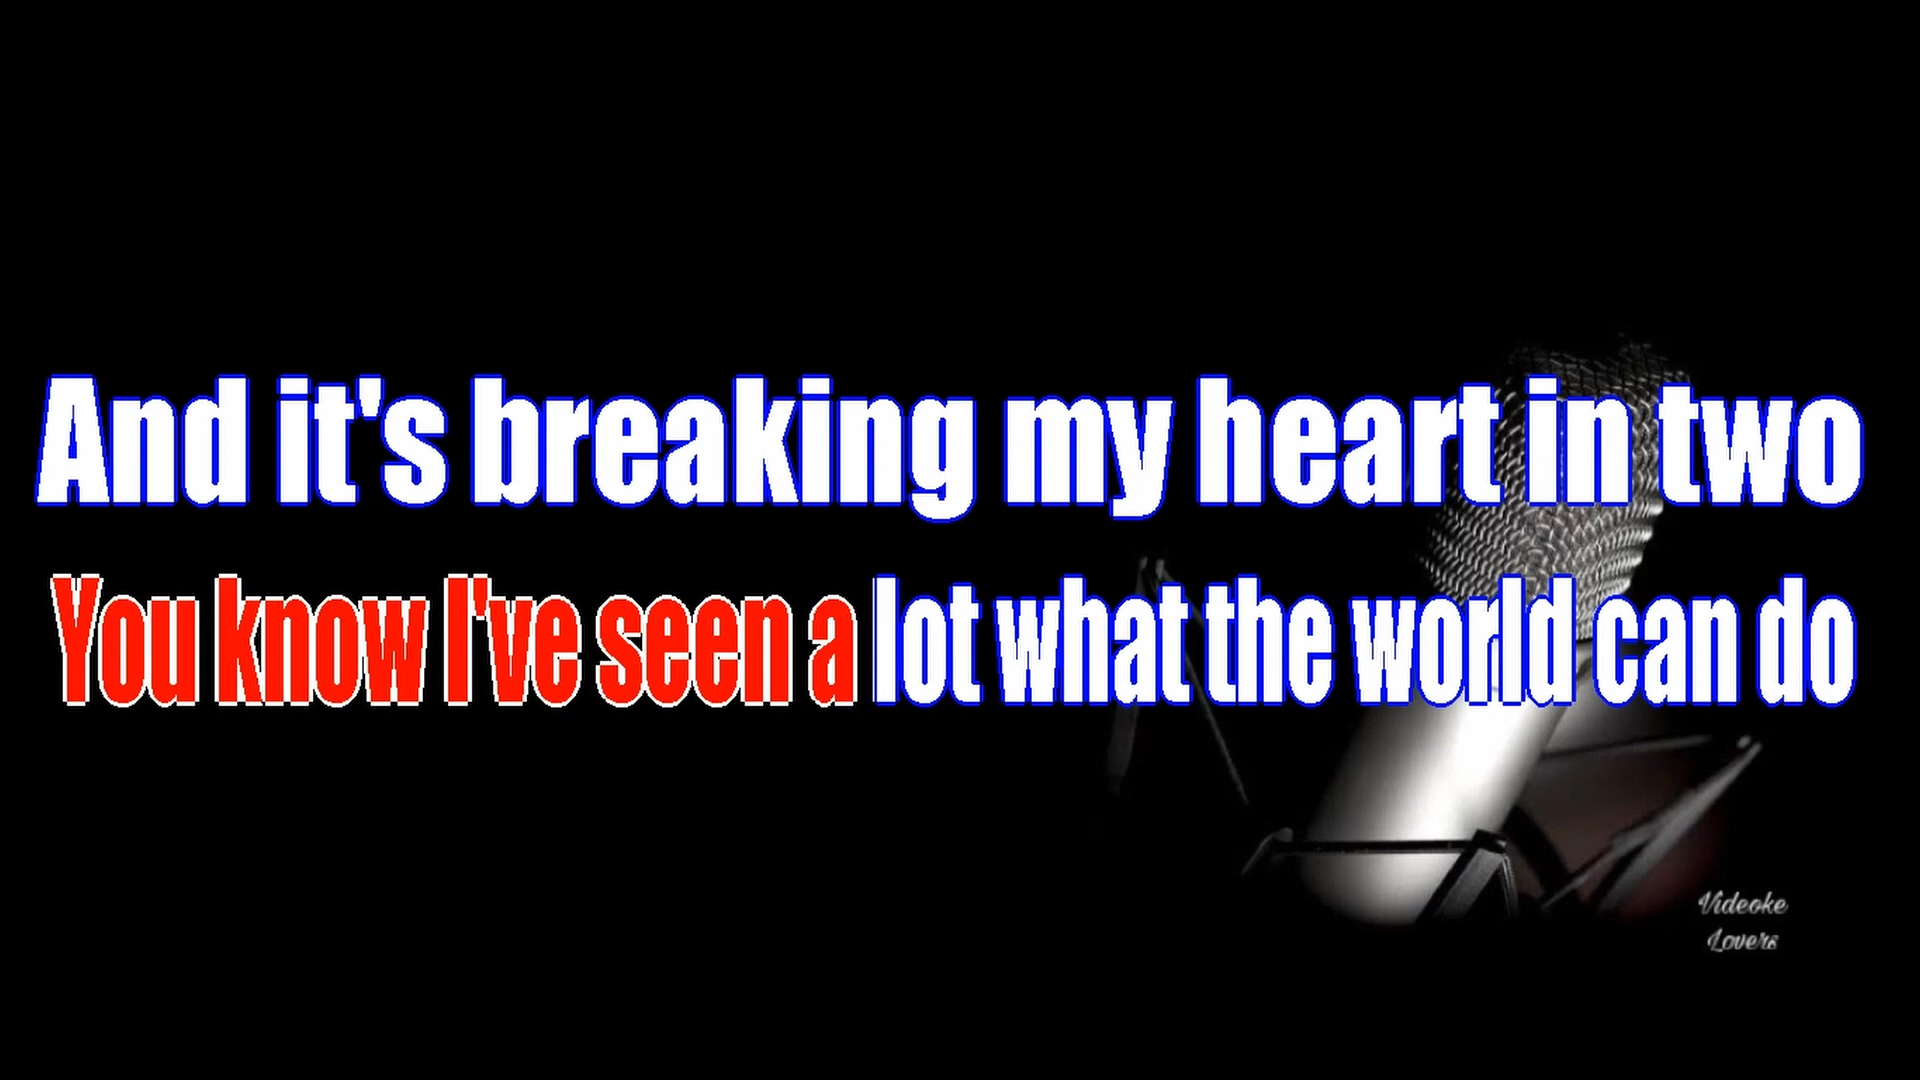 And it's breaking my heart in two
You know I've seen a lot what the world can do
Videoke
Lovers